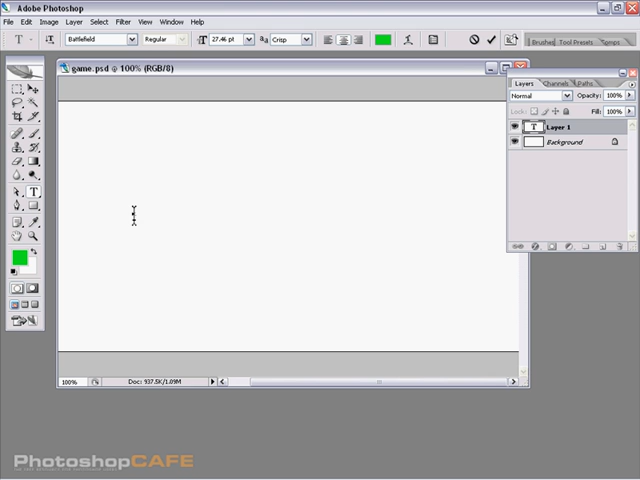 Adobe Photoshop
File Edit Image Layer Select Filter View Window Help
T Battlefield Regular T 27.46 pt aa Crisp Brushes Tool Presets Comps
game.psd @ 100% (RGB/8)
Layers Channels Paths
Normal Opacity: 100%
Lock: Fill: 100%
T Layer 1
Background
T
100% Doc: 937.5K/1.09M
PhotoshopCAFE